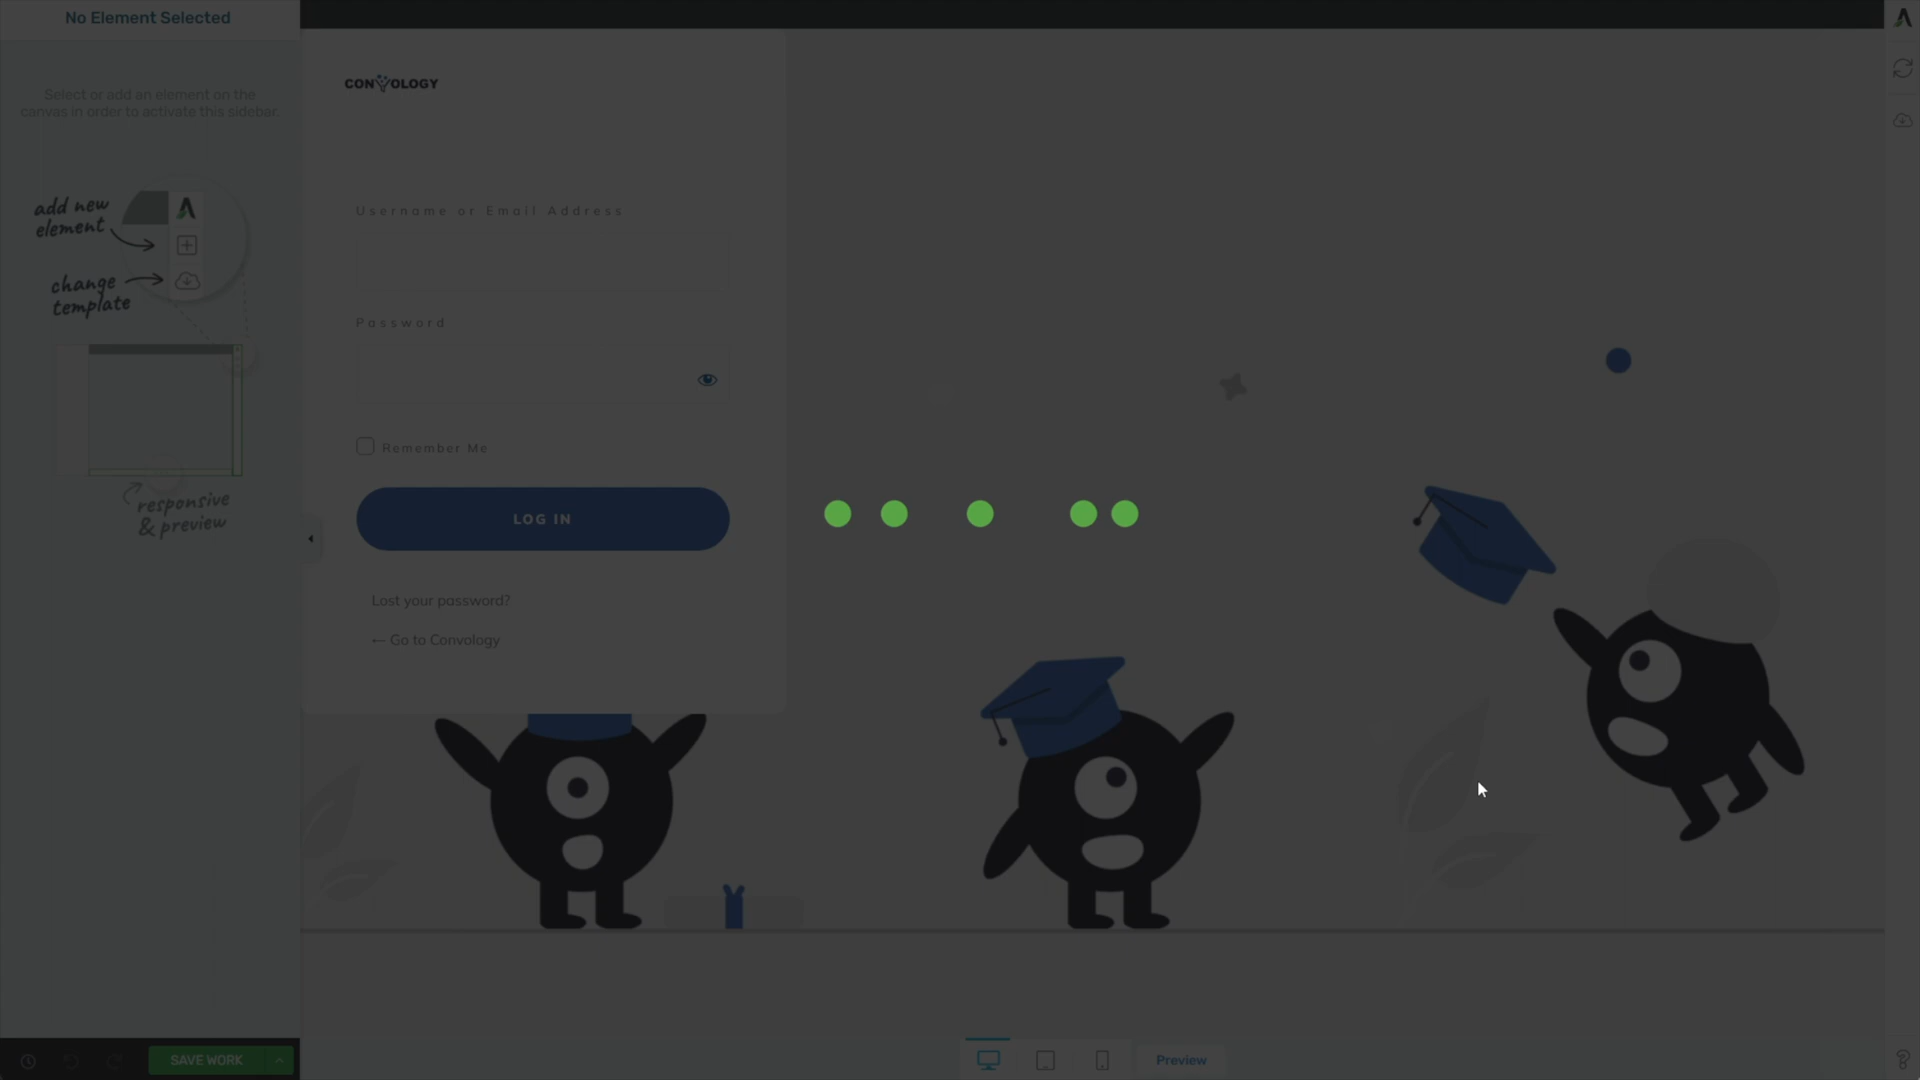 No Element Selected
Select or add an element on the
canvas in order to activate this sidebar.
add new
element
change
template
responsive
& preview
CONVOLOGY
Username or Email Address
Password
Remember Me
LOG IN
Lost your password?
← Go to Convology
SAVE WORK
Preview